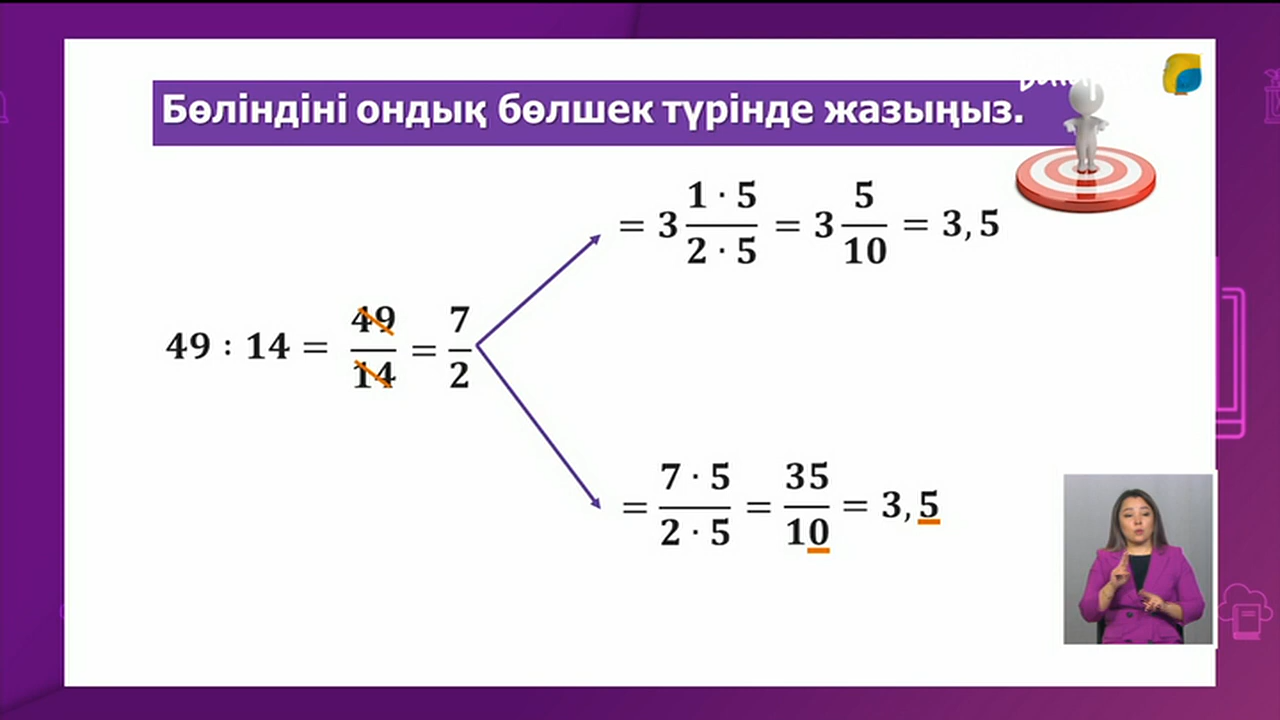 Бөліндіні ондық бөлшек түрінде жазыңыз.
= 3 1 · 5 / 2 · 5 = 3 5/10 = 3,5
49 : 14 = 49/14 = 7/2
= 7 · 5 / 2 · 5 = 35/10 = 3,5